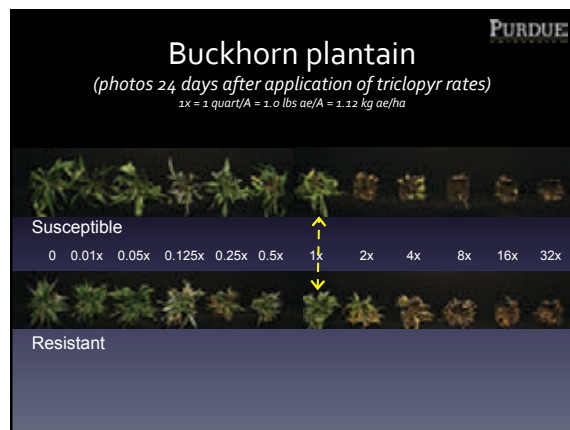 PURDUE
Buckhorn plantain
(photos 24 days after application of triclopyr rates)
1x = 1 quart/A = 1.0 lbs ae/A = 1.12 kg ae/ha
Susceptible
0 0.01x 0.05x 0.125x 0.25x 0.5x 1x 2x 4x 8x 16x 32x
Resistant